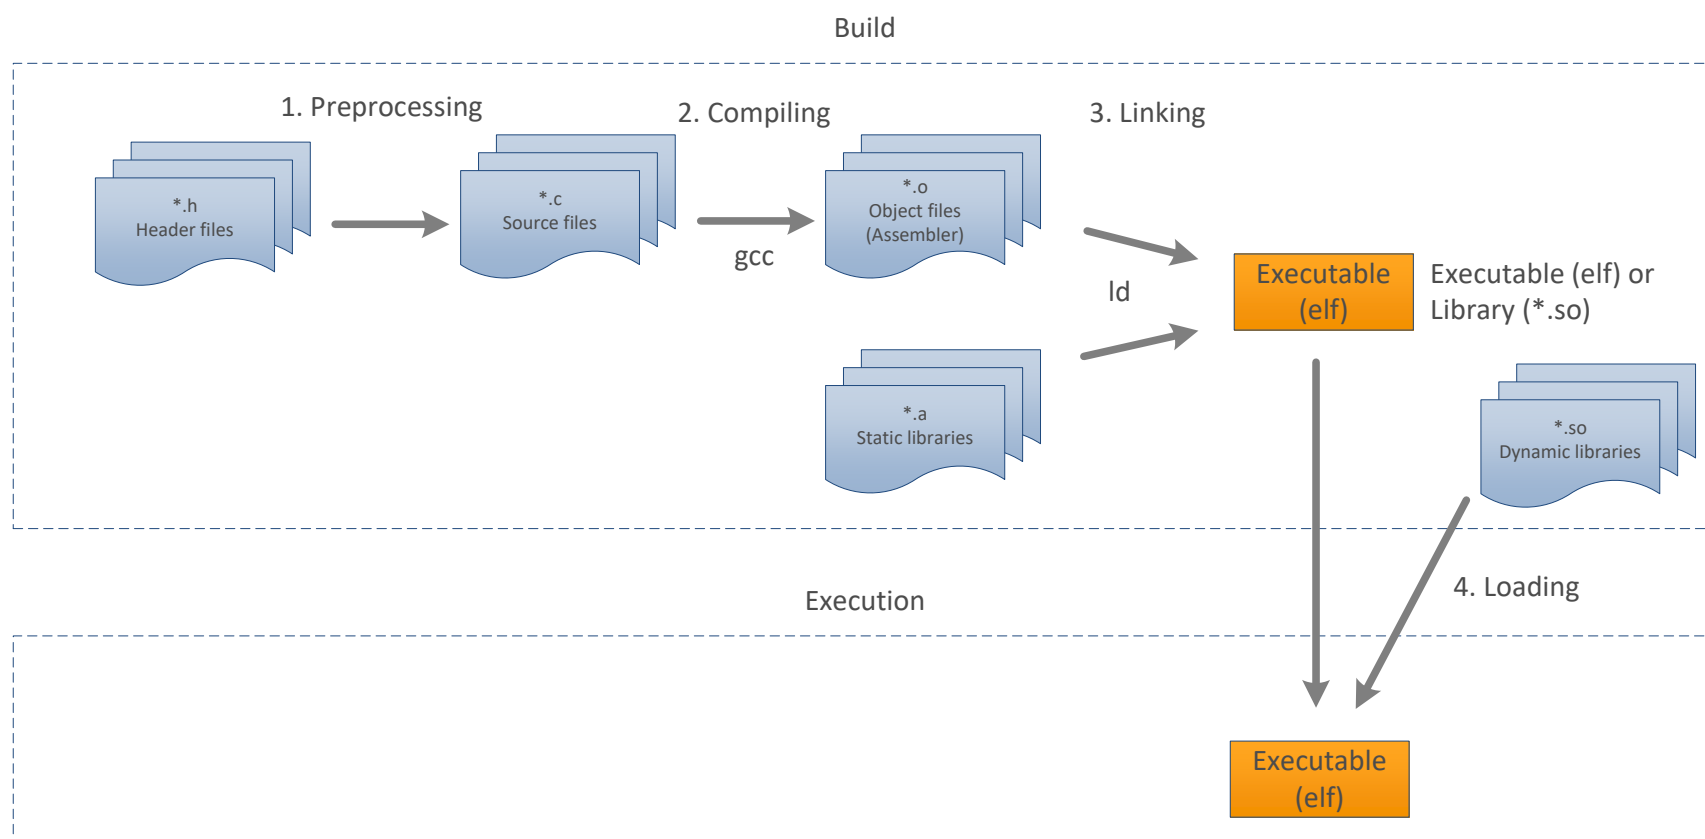 Build
1. Preprocessing
2. Compiling
3. Linking
*.h
Header files
*.c
Source files
gcc
*.o
Object files
(Assembler)
ld
*.a
Static libraries
Executable
(elf)
Executable (elf) or
Library (*.so)
*.so
Dynamic libraries
4. Loading
Execution
Executable
(elf)